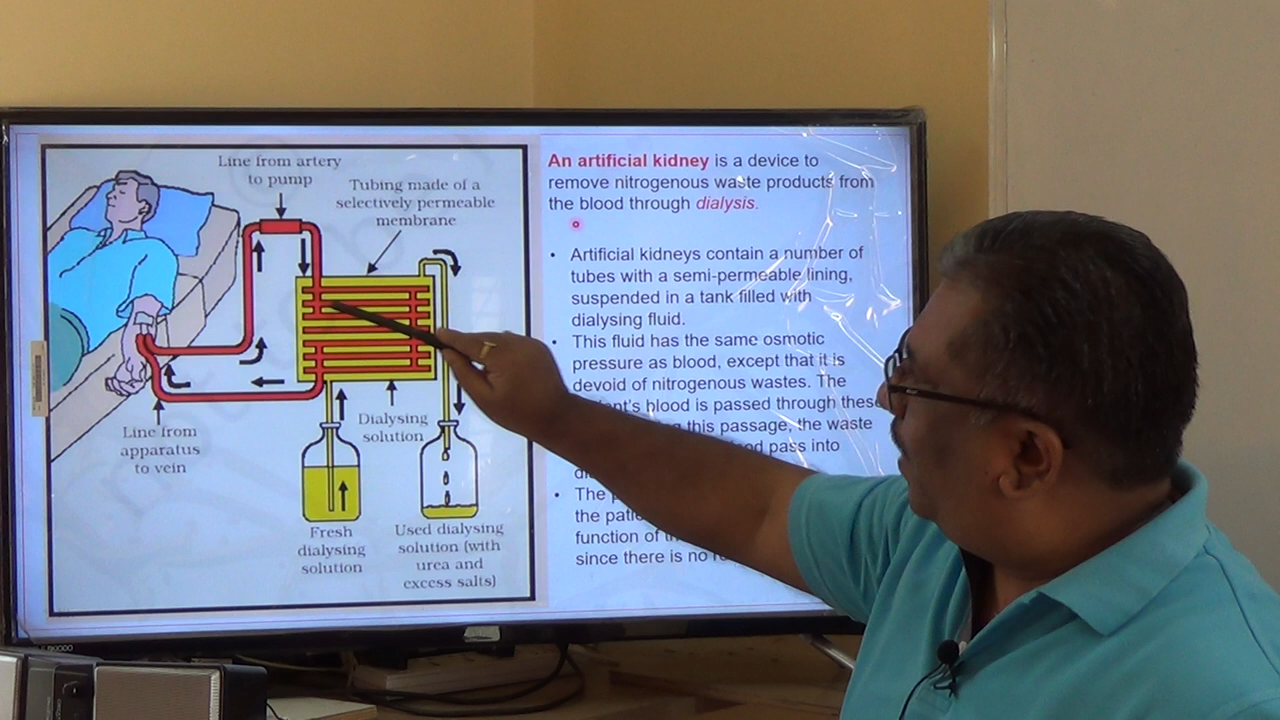 Line from artery
to pump
Tubing made of a
selectively permeable
membrane
Line from
apparatus
to vein
Dialysing
solution
Fresh
dialysing
solution
Used dialysing
solution (with
urea and
excess salts)
An artificial kidney is a device to
remove nitrogenous waste products from
the blood through dialysis.
• Artificial kidneys contain a number of
tubes with a semi-permeable lining,
suspended in a tank filled with
dialysing fluid.
• This fluid has the same osmotic
pressure as blood, except that it is
devoid of nitrogenous wastes. The
blood is passed through these
this passage, the waste
pass into
• The
the
function of
since there is no